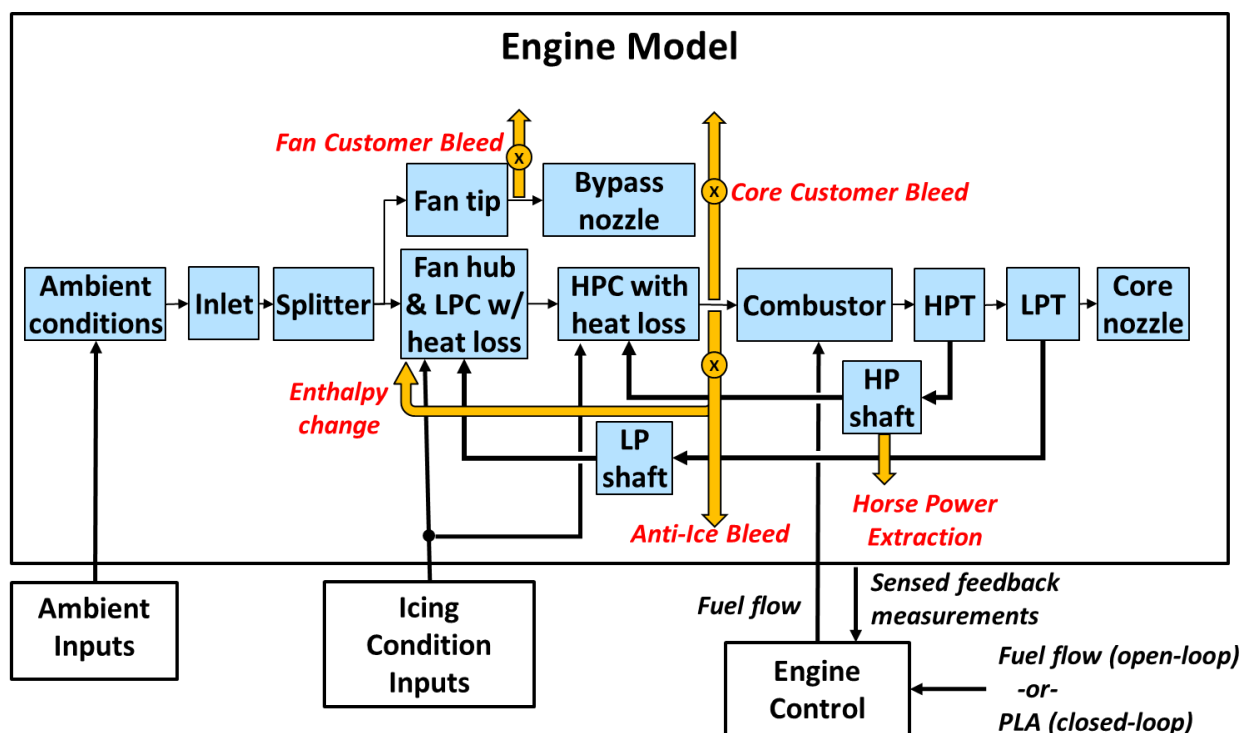 Engine Model
Fan Customer Bleed
X
X
Core Customer Bleed
Fan tip
Bypass
nozzle
Ambient
conditions
Inlet
Splitter
Fan hub
& LPC w/
heat loss
HPC with
heat loss
Combustor
HPT
LPT
Core
nozzle
X
Enthalpy
change
HP
shaft
LP
shaft
Anti-Ice Bleed
Horse Power
Extraction
Ambient
Inputs
Icing
Condition
Inputs
Fuel flow
Sensed feedback
measurements
Engine
Control
Fuel flow (open-loop)
-or-
PLA (closed-loop)